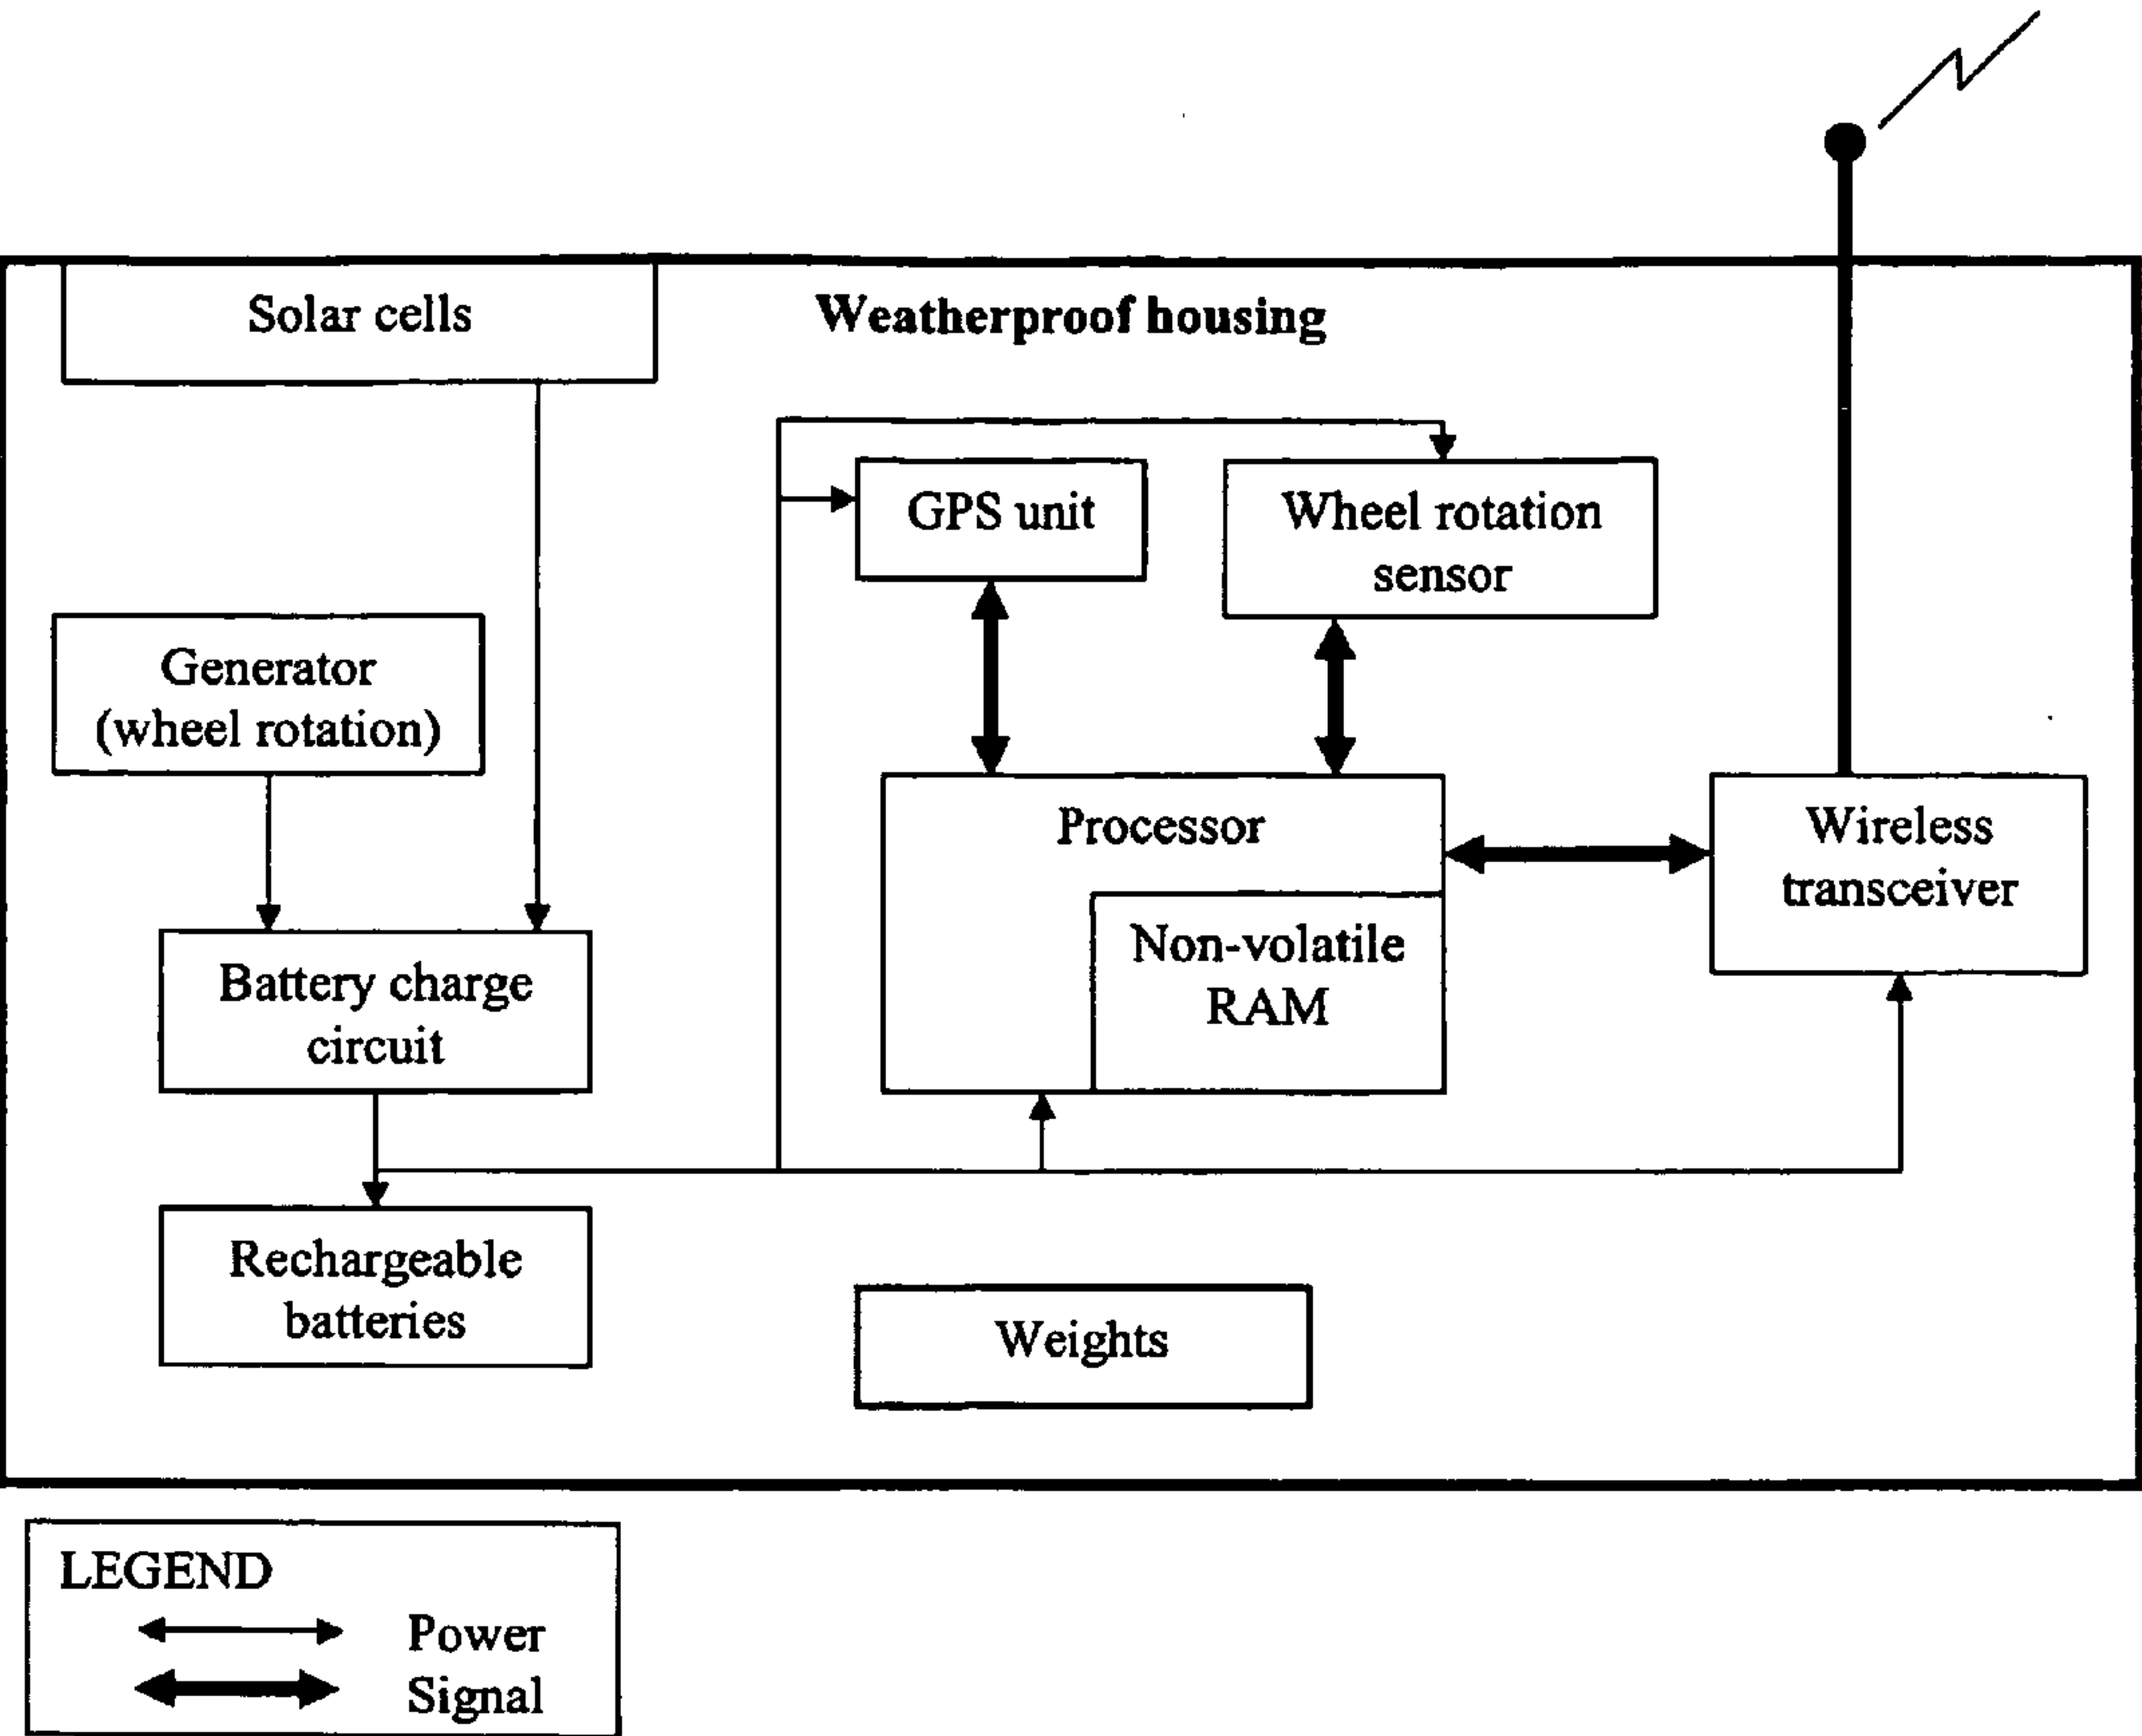 Solar cells
Weatherproof housing
GPS unit
Wheel rotation
sensor
Generator
(wheel rotation)
Processor
Wireless
transceiver
Non-volatile
RAM
Battery charge
circuit
Rechargeable
batteries
Weights
LEGEND
Power
Signal